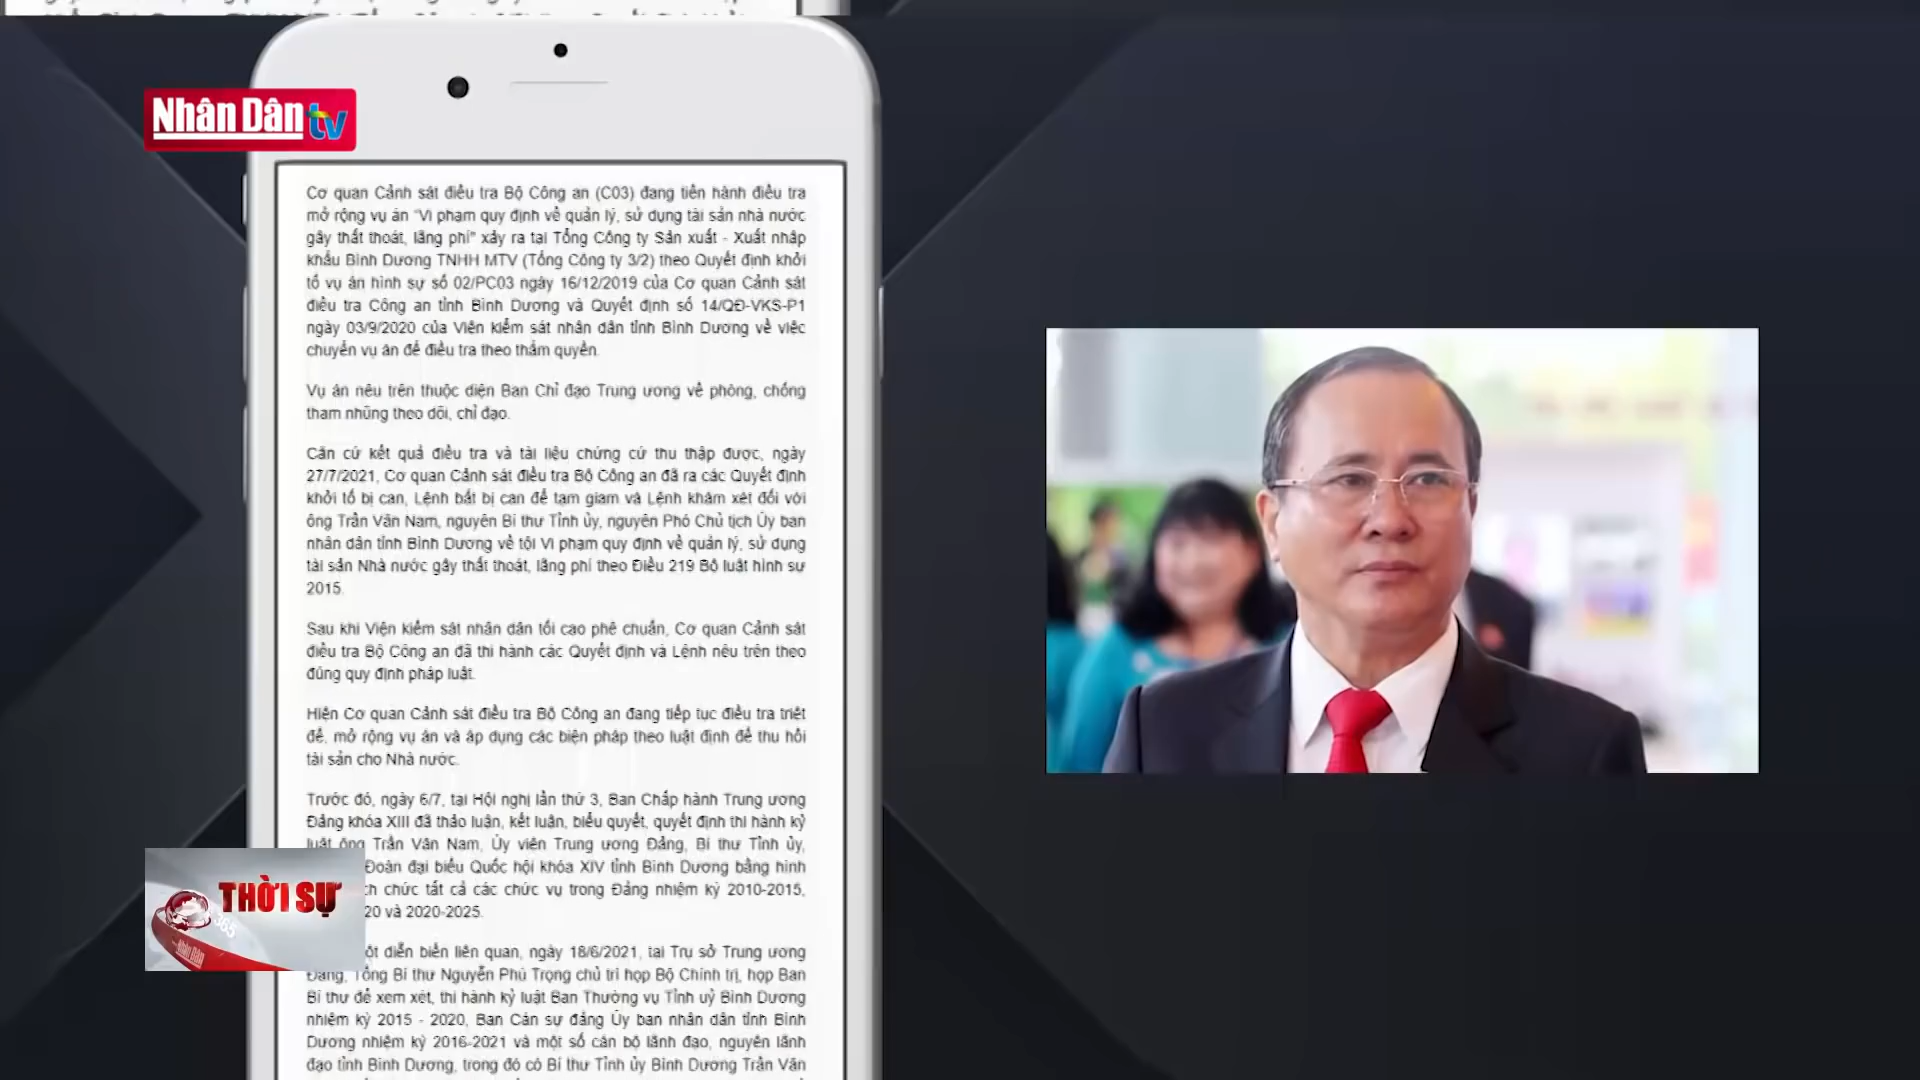 Nhân Dân tv
Cơ quan Cảnh sát điều tra Bộ Công an (C03) đang tiến hành điều tra
mở rộng vụ án "Vi phạm quy định về quản lý, sử dụng tài sản nhà nước
gây thất thoát, lãng phí" xảy ra tại Tổng Công ty Sản xuất - Xuất nhập
khẩu Bình Dương TNHH MTV (Tổng Công ty 3/2) theo Quyết định khởi
tố vụ án hình sự số 02/PC03 ngày 16/12/2019 của Cơ quan Cảnh sát
điều tra Công an tỉnh Bình Dương và Quyết định số 14/QĐ-VKS-P1
ngày 03/9/2020 của Viện kiểm sát nhân dân tỉnh Bình Dương về việc
chuyển vụ án để điều tra theo thẩm quyền.
Vụ án nêu trên thuộc diện Ban Chỉ đạo Trung ương về phòng, chống
tham nhũng theo dõi, chỉ đạo.
Căn cứ kết quả điều tra và tài liệu chứng cứ thu thập được, ngày
27/7/2021, Cơ quan Cảnh sát điều tra Bộ Công an đã ra các Quyết định
khởi tố bị can, Lệnh bắt bị can để tạm giam và Lệnh khám xét đối với
ông Trần Văn Nam, nguyên Bí thư Tỉnh ủy, nguyên Phó Chủ tịch Ủy ban
nhân dân tỉnh Bình Dương về tội Vi phạm quy định về quản lý, sử dụng
tài sản Nhà nước gây thất thoát, lãng phí theo Điều 219 Bộ luật hình sự
2015.
Sau khi Viện kiểm sát nhân dân tối cao phê chuẩn, Cơ quan Cảnh sát
điều tra Bộ Công an đã thi hành các Quyết định và Lệnh nêu trên theo
đúng quy định pháp luật.
Hiện Cơ quan Cảnh sát điều tra Bộ Công an đang tiếp tục điều tra triệt
để, mở rộng vụ án và áp dụng các biện pháp theo luật định để thu hồi
tài sản cho Nhà nước.
Trước đó, ngày 6/7, tại Hội nghị lần thứ 3, Ban Chấp hành Trung ương
Đảng khóa XIII đã thảo luận, kết luận, biểu quyết, quyết định thi hành kỷ
luật ông Trần Văn Nam, Ủy viên Trung ương Đảng, Bí thư Tỉnh ủy,
Đoàn đại biểu Quốc hội khóa XIV tỉnh Bình Dương bằng hình
chức tất cả các chức vụ trong Đảng nhiệm kỳ 2010-2015,
20 và 2020-2025.
diễn biến liên quan, ngày 18/6/2021, tại Trụ sở Trung ương
Đảng, Tổng Bí thư Nguyễn Phú Trọng chủ trì họp Bộ Chính trị, họp Ban
Bí thư để xem xét, thi hành kỷ luật Ban Thường vụ Tỉnh uỷ Bình Dương
nhiệm kỳ 2015 - 2020, Ban Cán sự đảng Ủy ban nhân dân tỉnh Bình
Dương nhiệm kỳ 2016-2021 và một số cán bộ lãnh đạo, nguyên lãnh
đạo tỉnh Bình Dương, trong đó có Bí thư Tỉnh ủy Bình Dương Trần Văn
THỜI SỰ
365
NHÂN DÂN